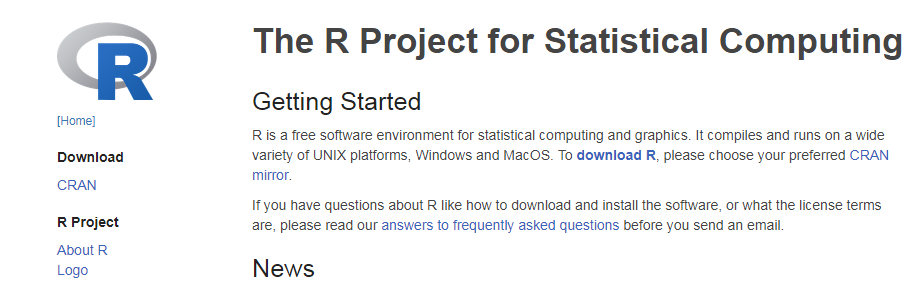 R
The R Project for Statistical Computing
[Home]
Download
CRAN
R Project
About R
Logo
Getting Started
R is a free software environment for statistical computing and graphics. It compiles and runs on a wide
variety of UNIX platforms, Windows and MacOS. To download R, please choose your preferred CRAN
mirror.
If you have questions about R like how to download and install the software, or what the license terms
are, please read our answers to frequently asked questions before you send an email.
News